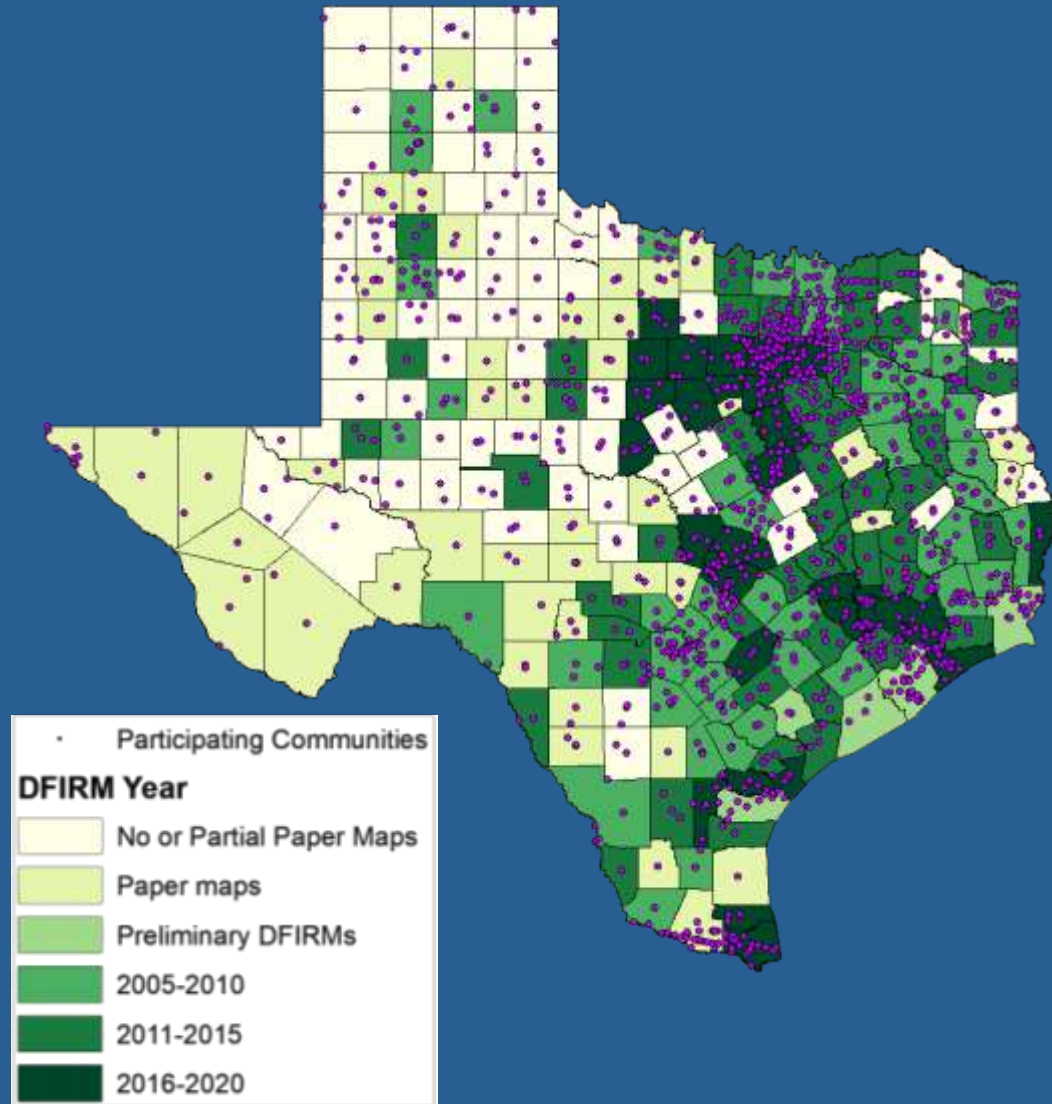 Participating Communities
DFIRM Year
No or Partial Paper Maps
Paper maps
Preliminary DFIRMs
2005-2010
2011-2015
2016-2020